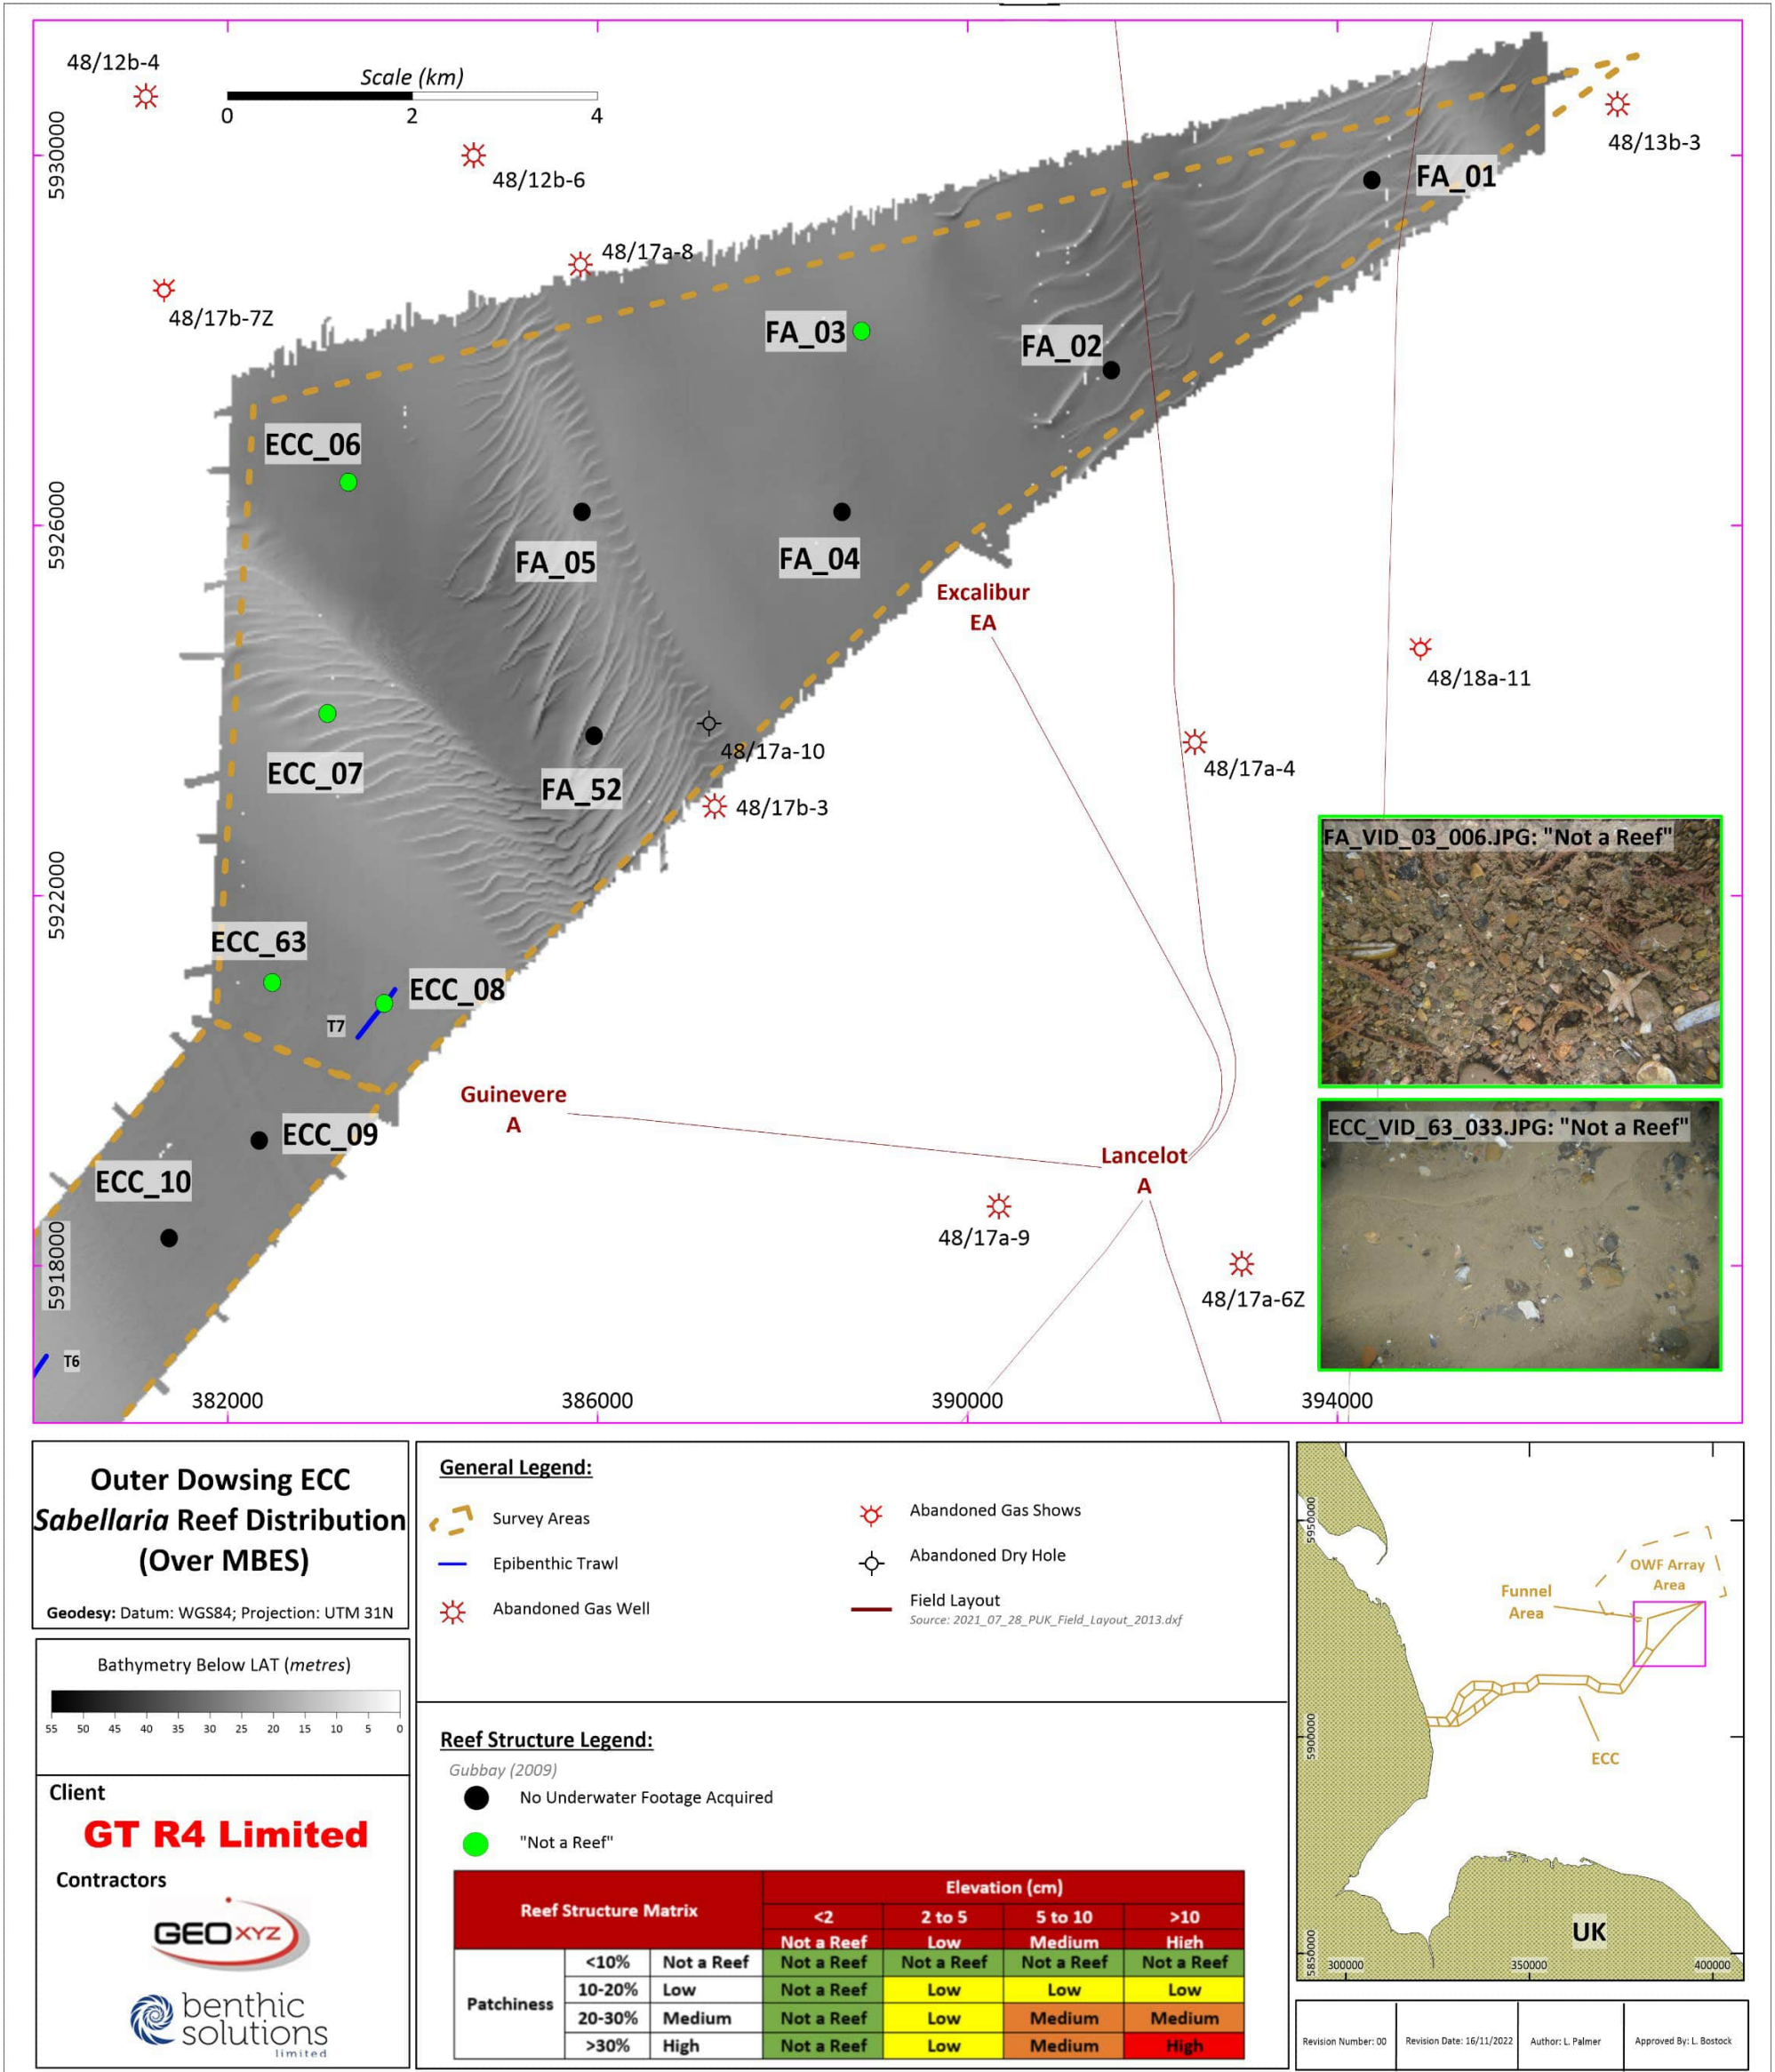 48/12b-4
Scale (km)
0 2 4
48/12b-6
48/13b-3
5930000
FA_01
48/17a-8
48/17b-7Z
FA_03
FA_02
ECC_06
5926000
FA_05
FA_04
Excalibur
EA
48/18a-11
ECC_07
48/17a-10
48/17a-4
FA_52
48/17b-3
FA_VID_03_006.JPG: "Not a Reef"
5922000
ECC_63
ECC_08
T7
Guinevere
A
ECC_09
ECC_VID_63_033.JPG: "Not a Reef"
Lancelot
A
ECC_10
48/17a-9
5918000
48/17a-6Z
T6
382000 386000 390000 394000
Outer Dowsing ECC
Sabellaria Reef Distribution
(Over MBES)
Geodesy: Datum: WGS84; Projection: UTM 31N
Bathymetry Below LAT (metres)
55 50 45 40 35 30 25 20 15 10 5 0
Client
GT R4 Limited
Contractors
GEOXYZ
benthic
solutions
limited
General Legend:
Survey Areas
Epibenthic Trawl
Abandoned Gas Well
Abandoned Gas Shows
Abandoned Dry Hole
Field Layout
Source: 2021_07_28_PUK_Field_Layout_2013.dxf
Reef Structure Legend:
Gubbay (2009)
No Underwater Footage Acquired
"Not a Reef"
Reef Structure Matrix
Elevation (cm)
<2 2 to 5 5 to 10 >10
Not a Reef Low Medium High
Patchiness
<10% Not a Reef Not a Reef Not a Reef Not a Reef Not a Reef
10-20% Low Not a Reef Low Low Low
20-30% Medium Not a Reef Low Medium Medium
>30% High Not a Reef Low Medium High
5950000
OWF Array
Area
Funnel
Area
5900000
ECC
UK
5850000
300000 350000 400000
Revision Number: 00
Revision Date: 16/11/2022
Author: L. Palmer
Approved By: L. Bostock